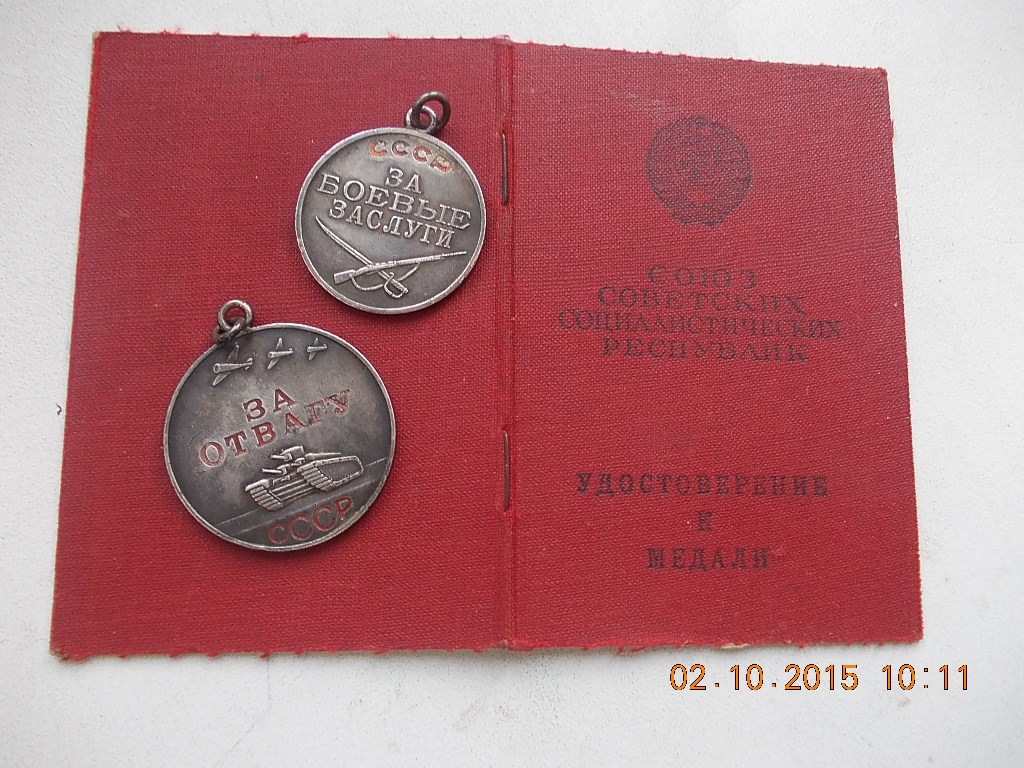 СССР
ЗА
БОЕВЫЕ
ЗАСЛУГИ
ЗА
ОТВАГУ
СССР
СОЮЗ
СОВЕТСКИХ
СОЦИАЛИСТИЧЕСКИХ
РЕСПУБЛИК
УДОСТОВЕРЕНИЕ
К
МЕДАЛИ
02.10.2015 10:11